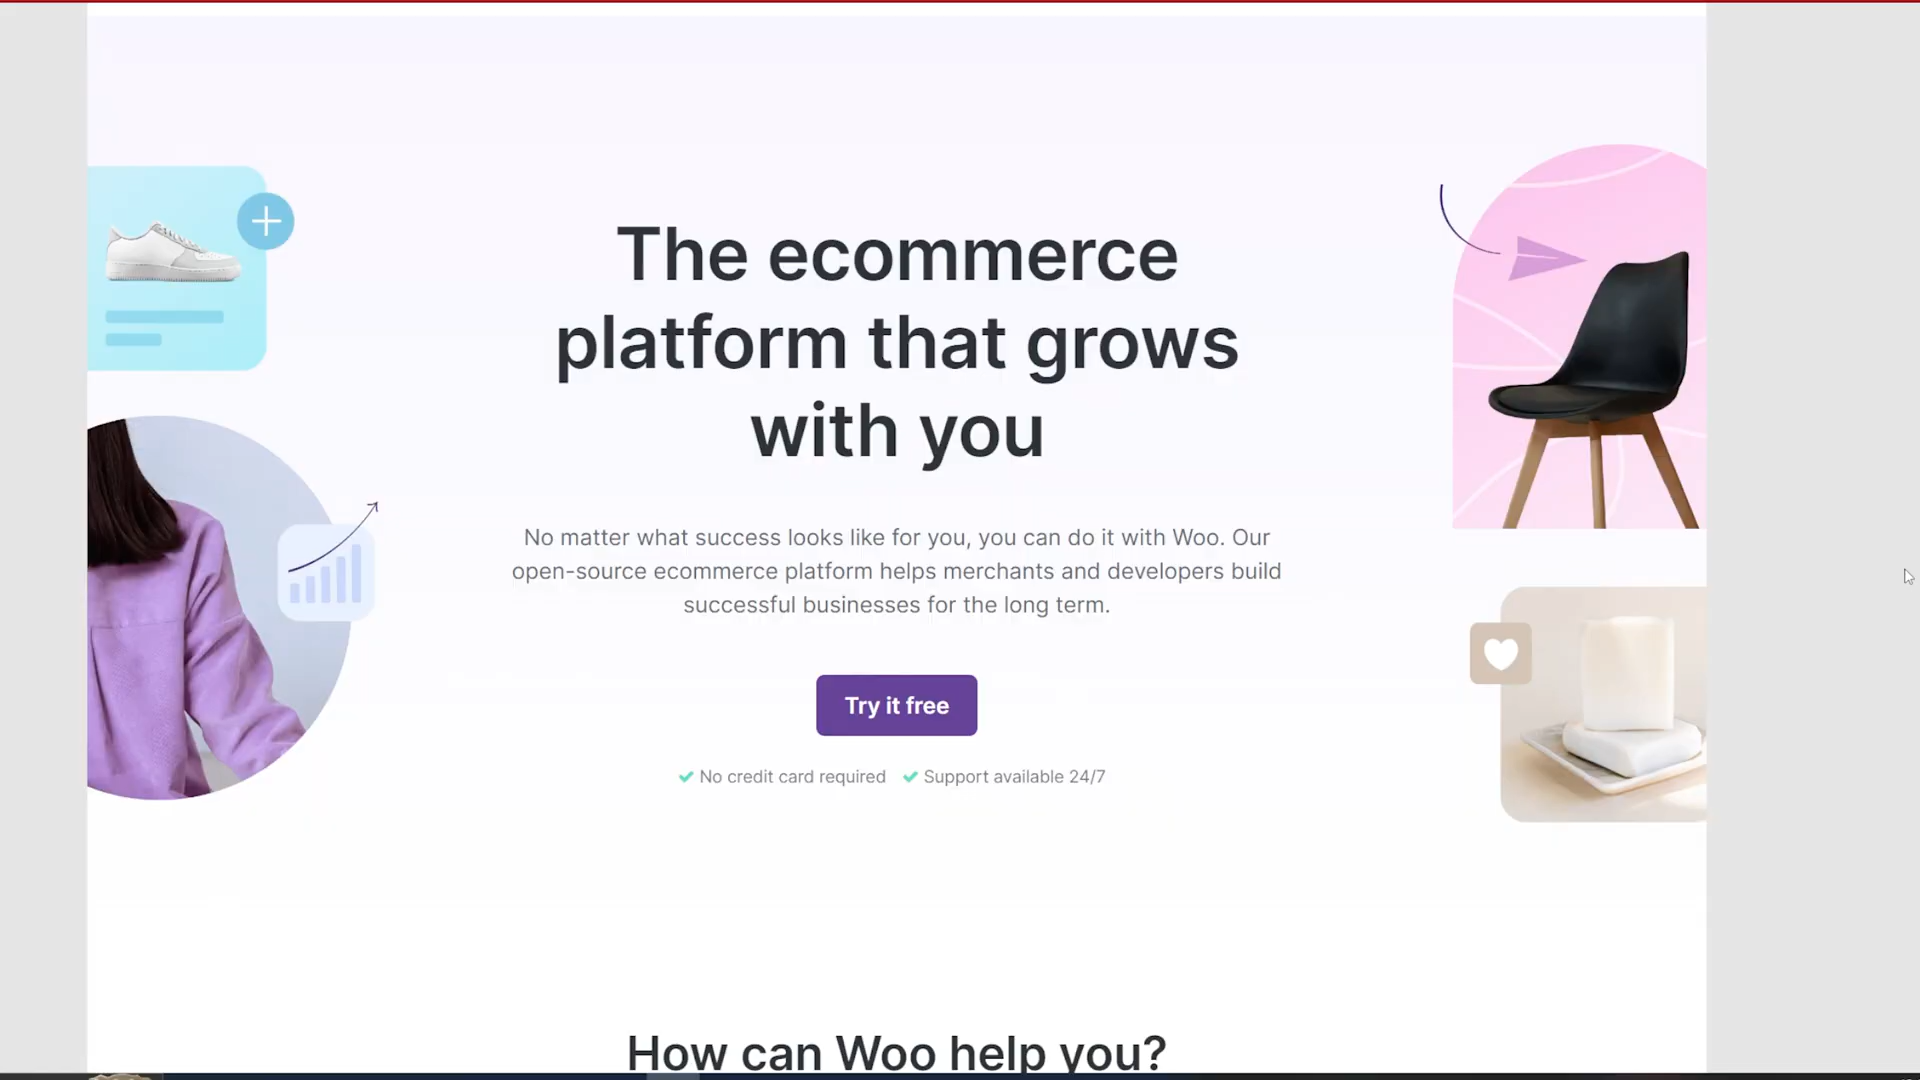 The ecommerce
platform that grows
with you
No matter what success looks like for you, you can do it with Woo. Our
open-source ecommerce platform helps merchants and developers build
successful businesses for the long term.
Try it free
No credit card required
Support available 24/7
How can Woo help you?